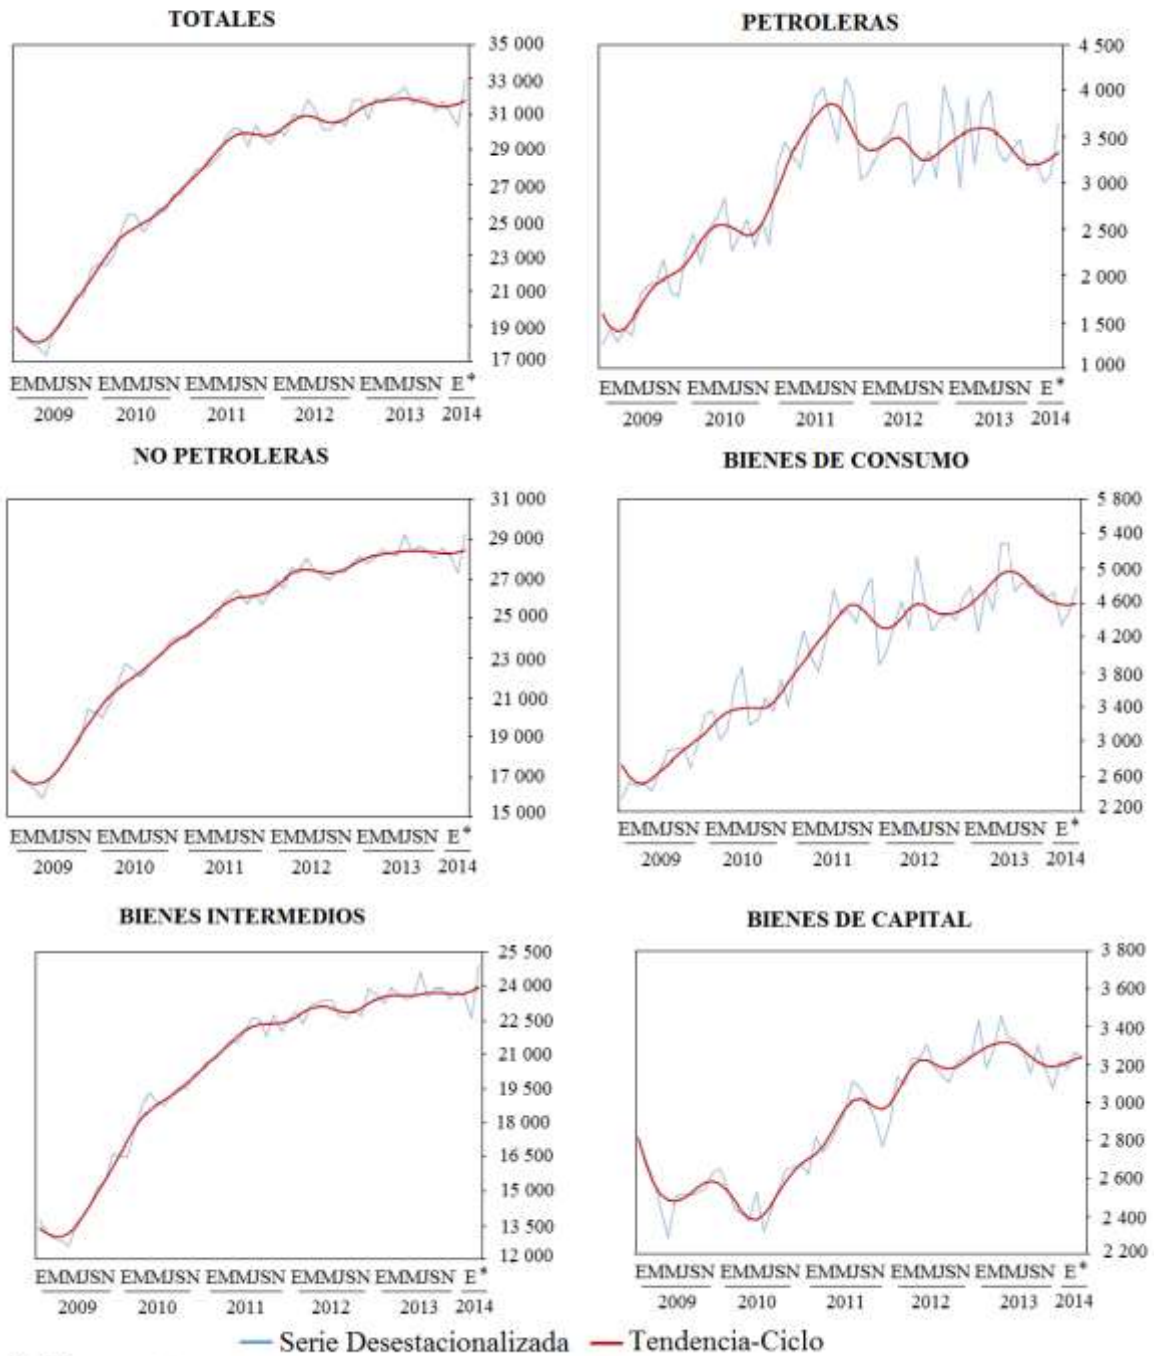 TOTALES
35 000
33 000
31 000
29 000
27 000
25 000
23 000
21 000
19 000
17 000
EMMJSN EMMJSN EMMJSN EMMJSN EMMJSN E*
2009 2010 2011 2012 2013 2014
PETROLERAS
4 500
4 000
3 500
3 000
2 500
2 000
1 500
1 000
EMMJSN EMMJSN EMMJSN EMMJSN EMMJSN E*
2009 2010 2011 2012 2013 2014
NO PETROLERAS
31 000
29 000
27 000
25 000
23 000
21 000
19 000
17 000
15 000
EMMJSN EMMJSN EMMJSN EMMJSN EMMJSN E*
2009 2010 2011 2012 2013 2014
BIENES DE CONSUMO
5 800
5 400
5 000
4 600
4 200
3 800
3 400
3 000
2 600
2 200
EMMJSN EMMJSN EMMJSN EMMJSN EMMJSN E*
2009 2010 2011 2012 2013 2014
BIENES INTERMEDIOS
25 500
24 000
22 500
21 000
19 500
18 000
16 500
15 000
13 500
12 000
EMMJSN EMMJSN EMMJSN EMMJSN EMMJSN E*
2009 2010 2011 2012 2013 2014
BIENES DE CAPITAL
3 800
3 600
3 400
3 200
3 000
2 800
2 600
2 400
2 200
EMMJSN EMMJSN EMMJSN EMMJSN EMMJSN E*
2009 2010 2011 2012 2013 2014
Serie Desestacionalizada Tendencia-Ciclo